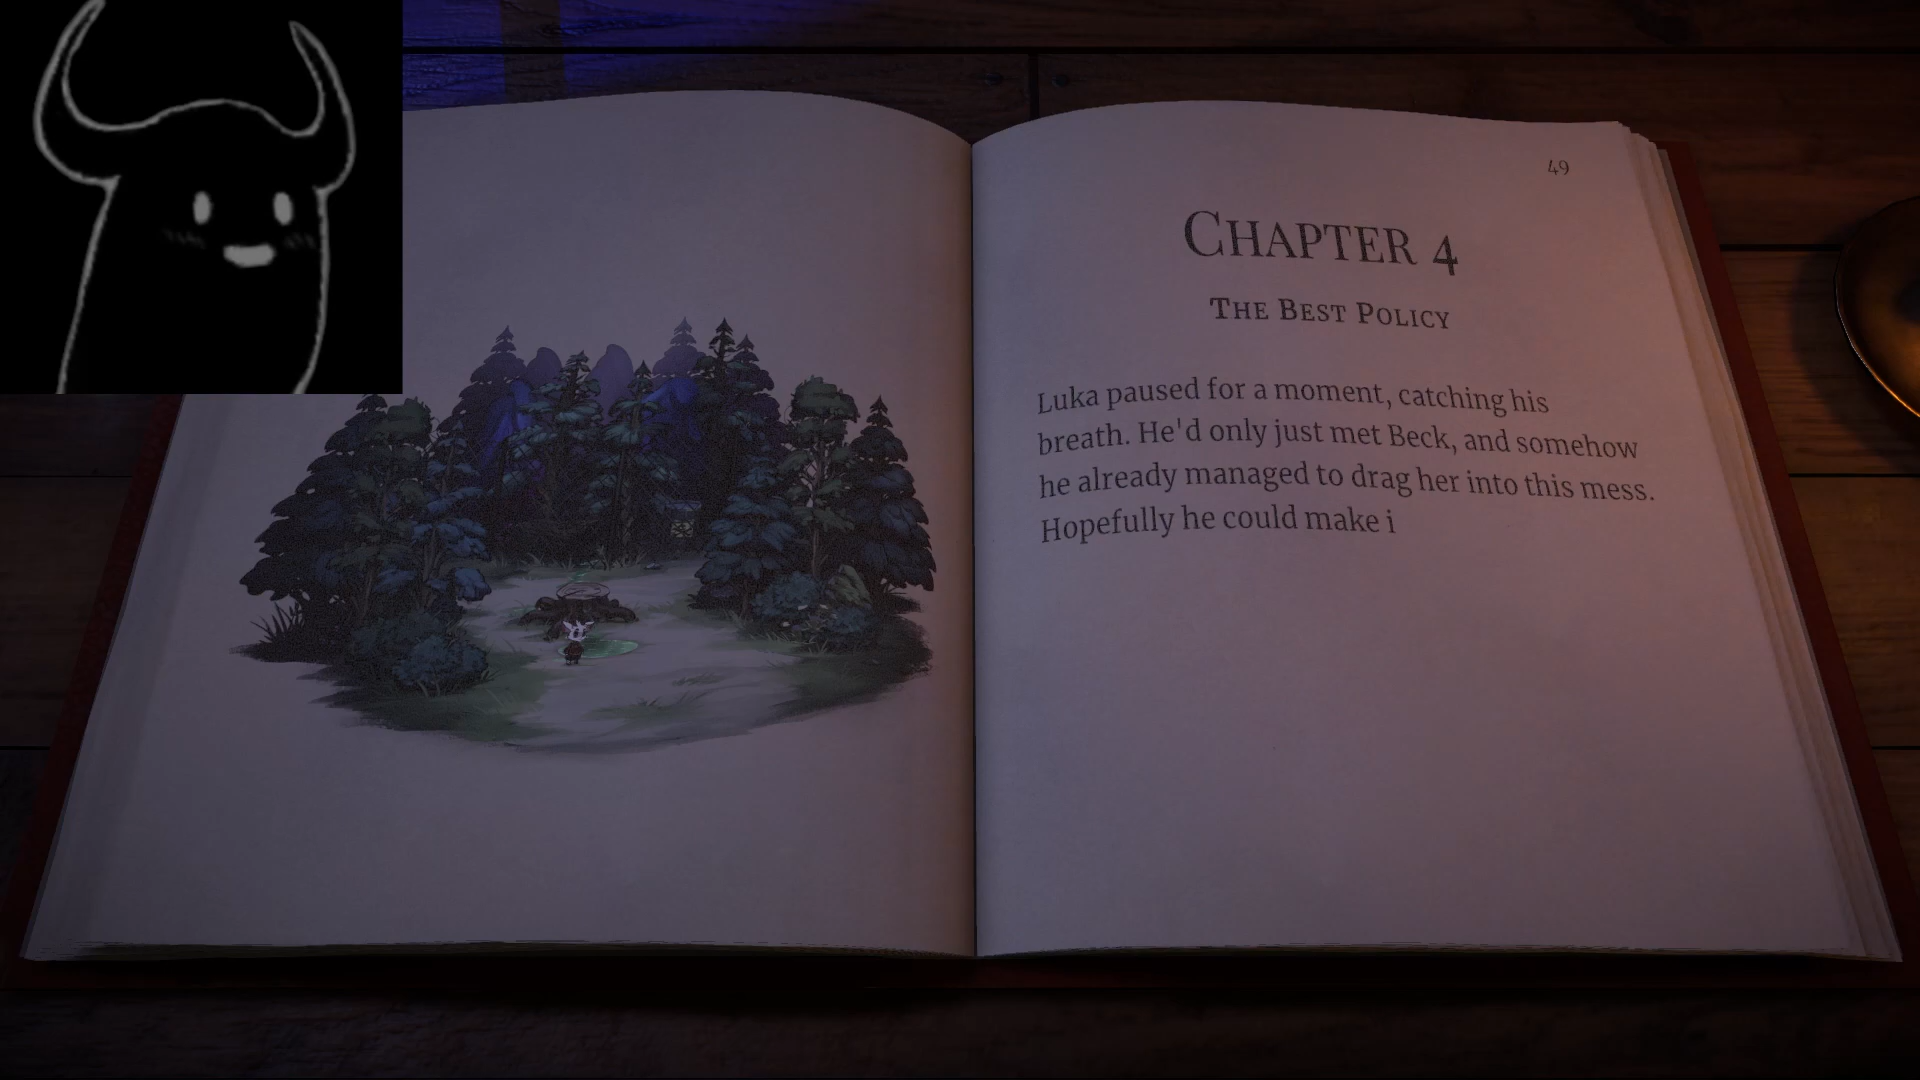 49
CHAPTER 4
THE BEST POLICY
Luka paused for a moment, catching his
breath. He'd only just met Beck, and somehow
he already managed to drag her into this mess.
Hopefully he could make i